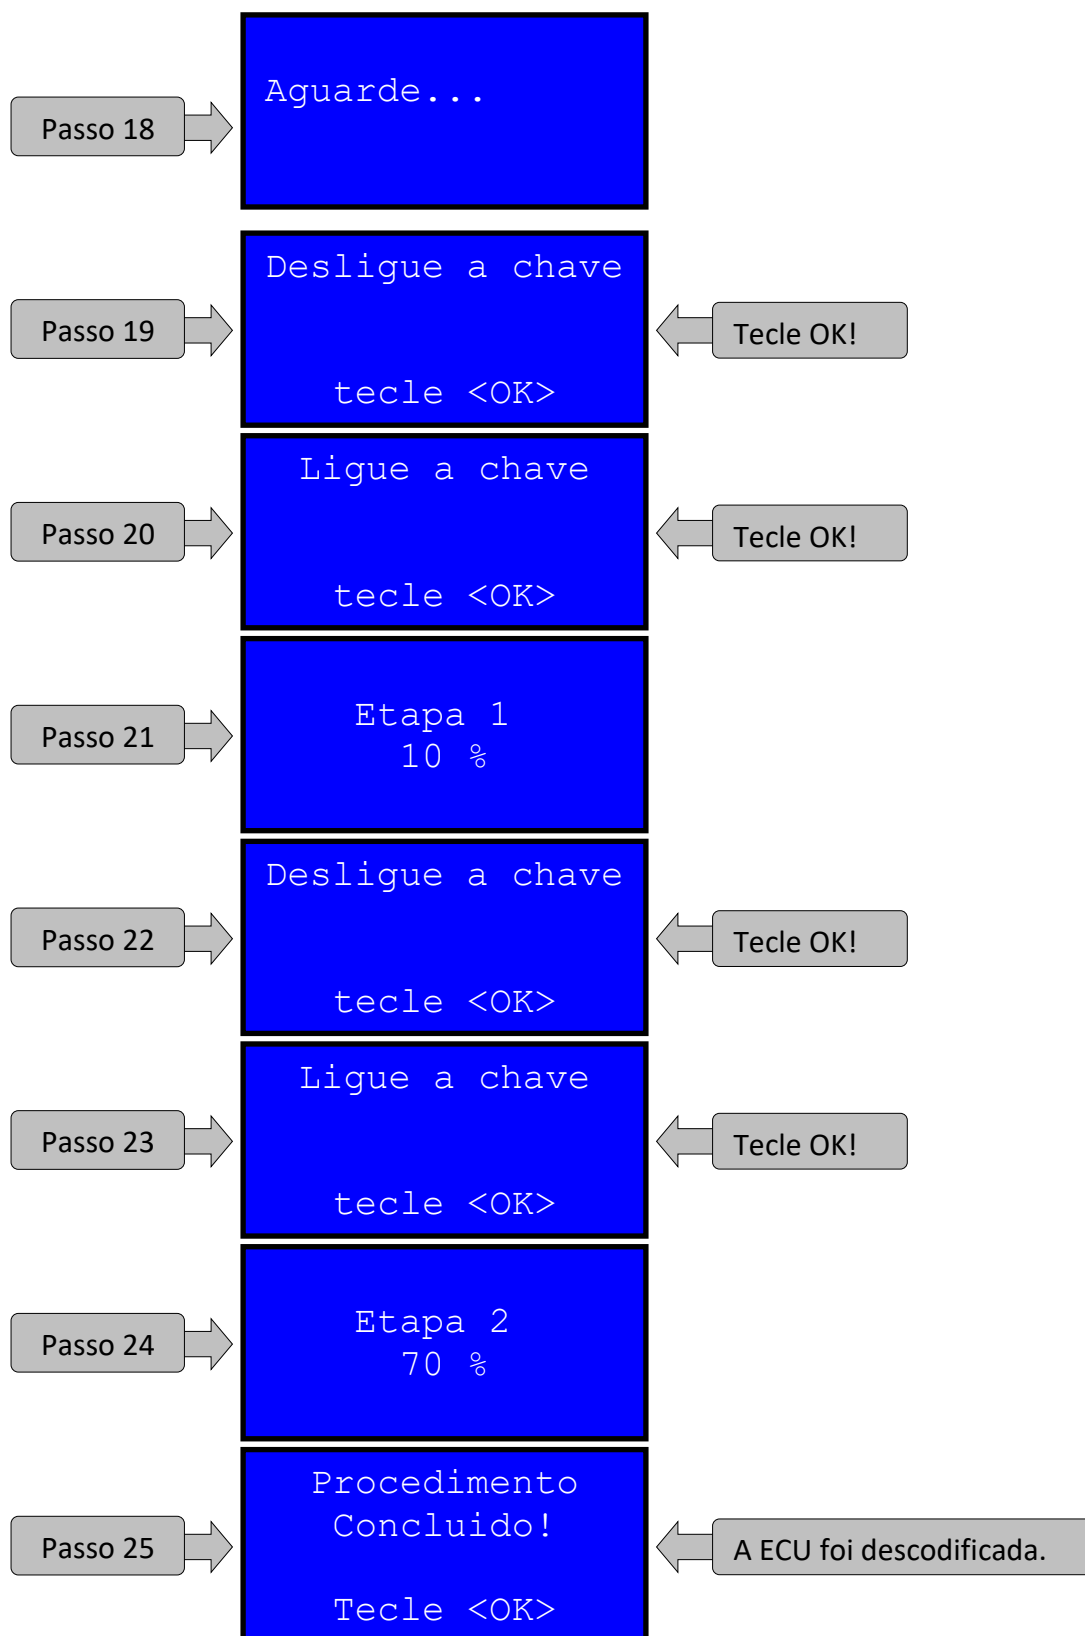 Passo 18
Aguarde...
Passo 19
Desligue a chave
tecle <OK>
Tecle OK!
Passo 20
Ligue a chave
tecle <OK>
Tecle OK!
Passo 21
Etapa 1
10 %
Passo 22
Desligue a chave
tecle <OK>
Tecle OK!
Passo 23
Ligue a chave
tecle <OK>
Tecle OK!
Passo 24
Etapa 2
70 %
Passo 25
Procedimento
Concluido!
Tecle <OK>
A ECU foi descodificada.